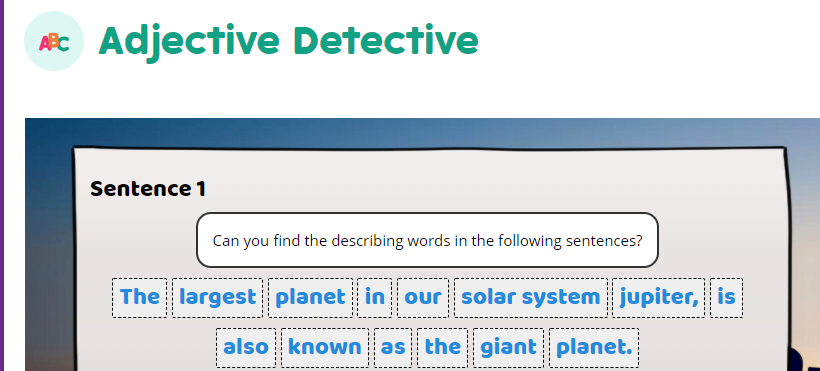 ABC
Adjective Detective
Sentence 1
Can you find the describing words in the following sentences?
The largest planet in our solar system jupiter, is
also known as the giant planet.